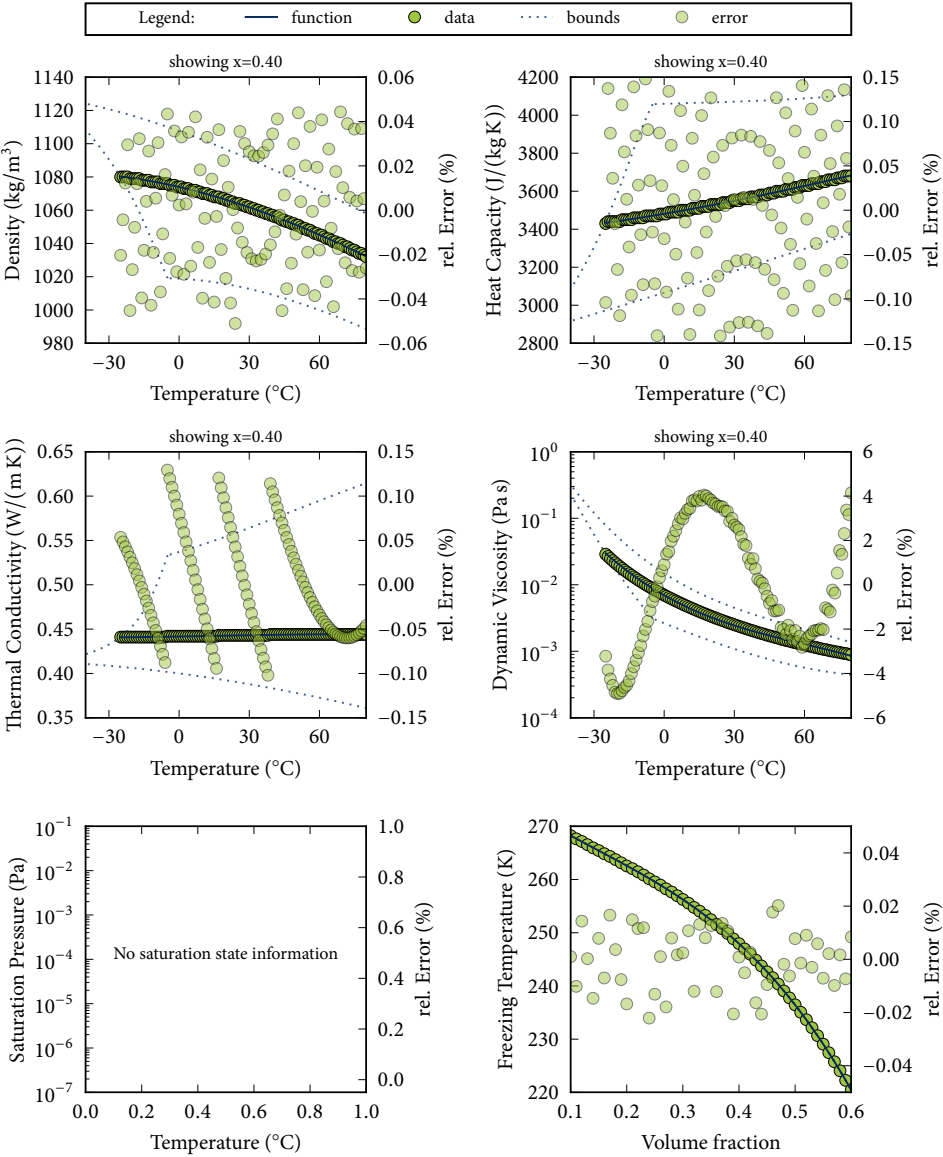 Legend: function data bounds error
showing x=0.40
Density (kg/m³)
1140
1120
1100
1080
1060
1040
1020
1000
980
0.06
0.04
0.02
0.00
−0.02
−0.04
−0.06
rel. Error (%)
−30 0 30 60
Temperature (°C)
showing x=0.40
Heat Capacity (J/(kg K))
4200
4000
3800
3600
3400
3200
3000
2800
0.15
0.10
0.05
0.00
−0.05
−0.10
−0.15
rel. Error (%)
−30 0 30 60
Temperature (°C)
showing x=0.40
Thermal Conductivity (W/(m K))
0.65
0.60
0.55
0.50
0.45
0.40
0.35
0.15
0.10
0.05
0.00
−0.05
−0.10
−0.15
rel. Error (%)
−30 0 30 60
Temperature (°C)
showing x=0.40
Dynamic Viscosity (Pa s)
10⁰
10⁻¹
10⁻²
10⁻³
10⁻⁴
6
4
2
0
−2
−4
−6
rel. Error (%)
−30 0 30 60
Temperature (°C)
Saturation Pressure (Pa)
10⁻¹
10⁻²
10⁻³
10⁻⁴
10⁻⁵
10⁻⁶
10⁻⁷
No saturation state information
1.0
0.8
0.6
0.4
0.2
0.0
rel. Error (%)
0.0 0.2 0.4 0.6 0.8 1.0
Temperature (°C)
Freezing Temperature (K)
270
260
250
240
230
220
0.04
0.02
0.00
−0.02
−0.04
rel. Error (%)
0.1 0.2 0.3 0.4 0.5 0.6
Volume fraction